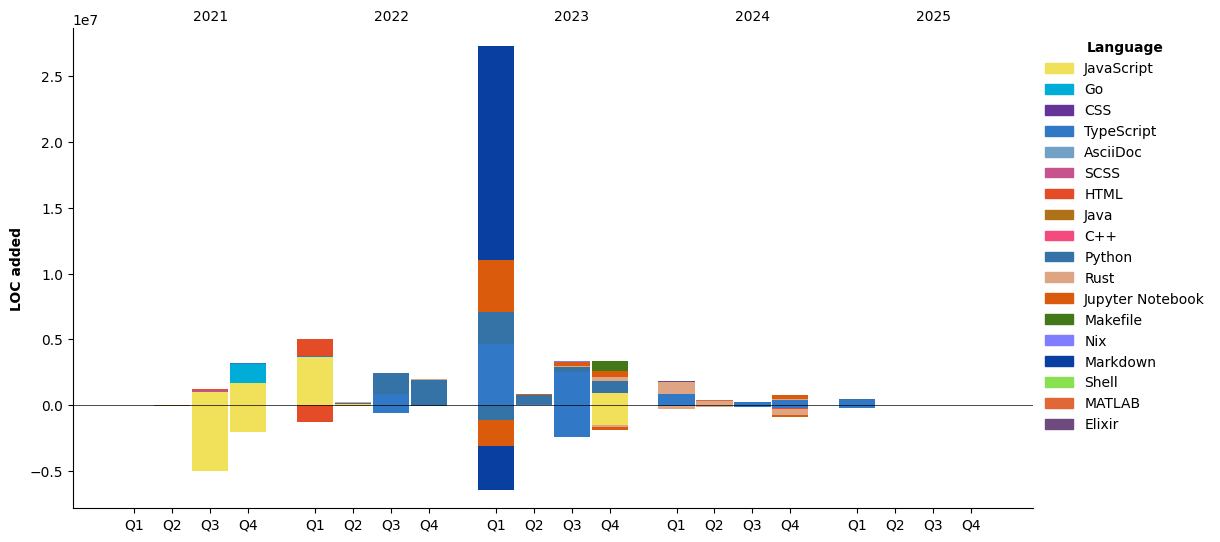 1e7
2021 2022 2023 2024 2025
LOC added
2.5
2.0
1.5
1.0
0.5
0.0
−0.5
Q1 Q2 Q3 Q4 Q1 Q2 Q3 Q4 Q1 Q2 Q3 Q4 Q1 Q2 Q3 Q4 Q1 Q2 Q3 Q4
Language
JavaScript
Go
CSS
TypeScript
AsciiDoc
SCSS
HTML
Java
C++
Python
Rust
Jupyter Notebook
Makefile
Nix
Markdown
Shell
MATLAB
Elixir